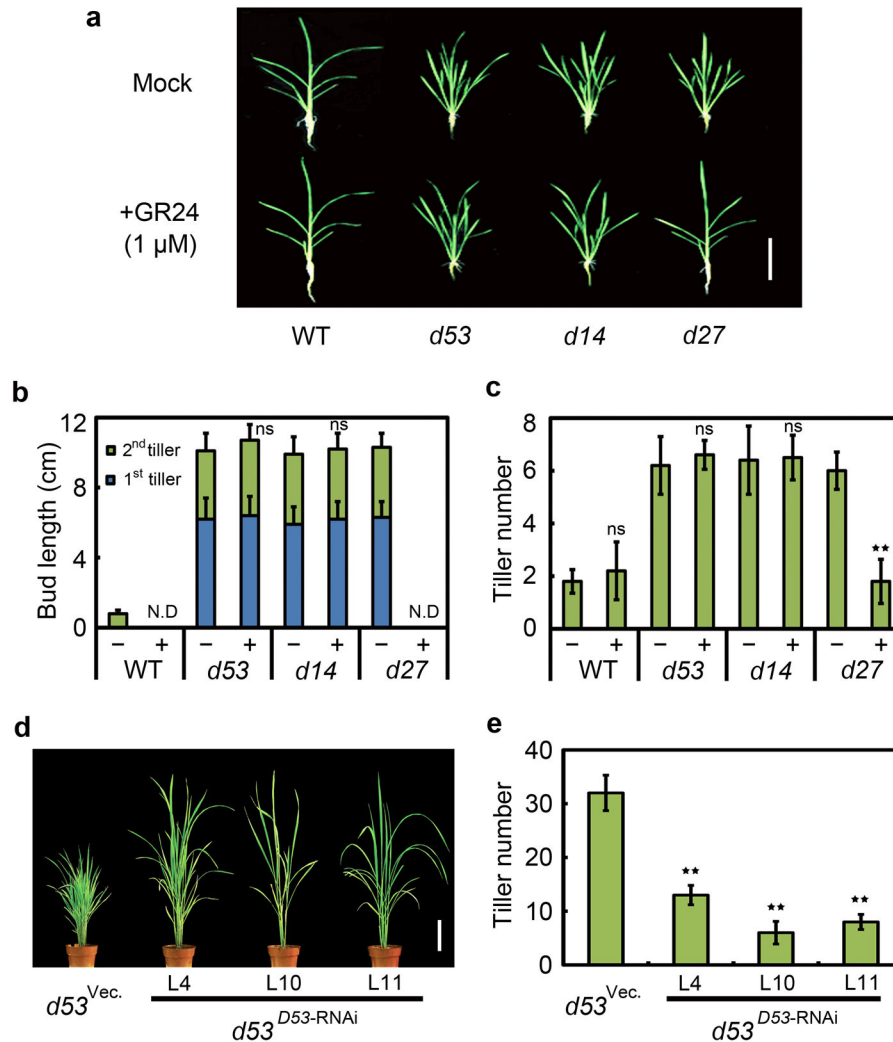 a
Mock
+GR24
(1 µM)
WT d53 d14 d27
b
Bud length (cm)
12
8
4
0
2nd tiller
1st tiller
N.D
ns
ns
N.D
− + − + − + − +
WT d53 d14 d27
c
Tiller number
8
6
4
2
0
ns
ns
ns
★★
− + − + − + − +
WT d53 d14 d27
d
d53Vec. L4 L10 L11
d53D53-RNAi
e
Tiller number
40
30
20
10
0
★★
★★
★★
d53Vec. L4 L10 L11
d53D53-RNAi